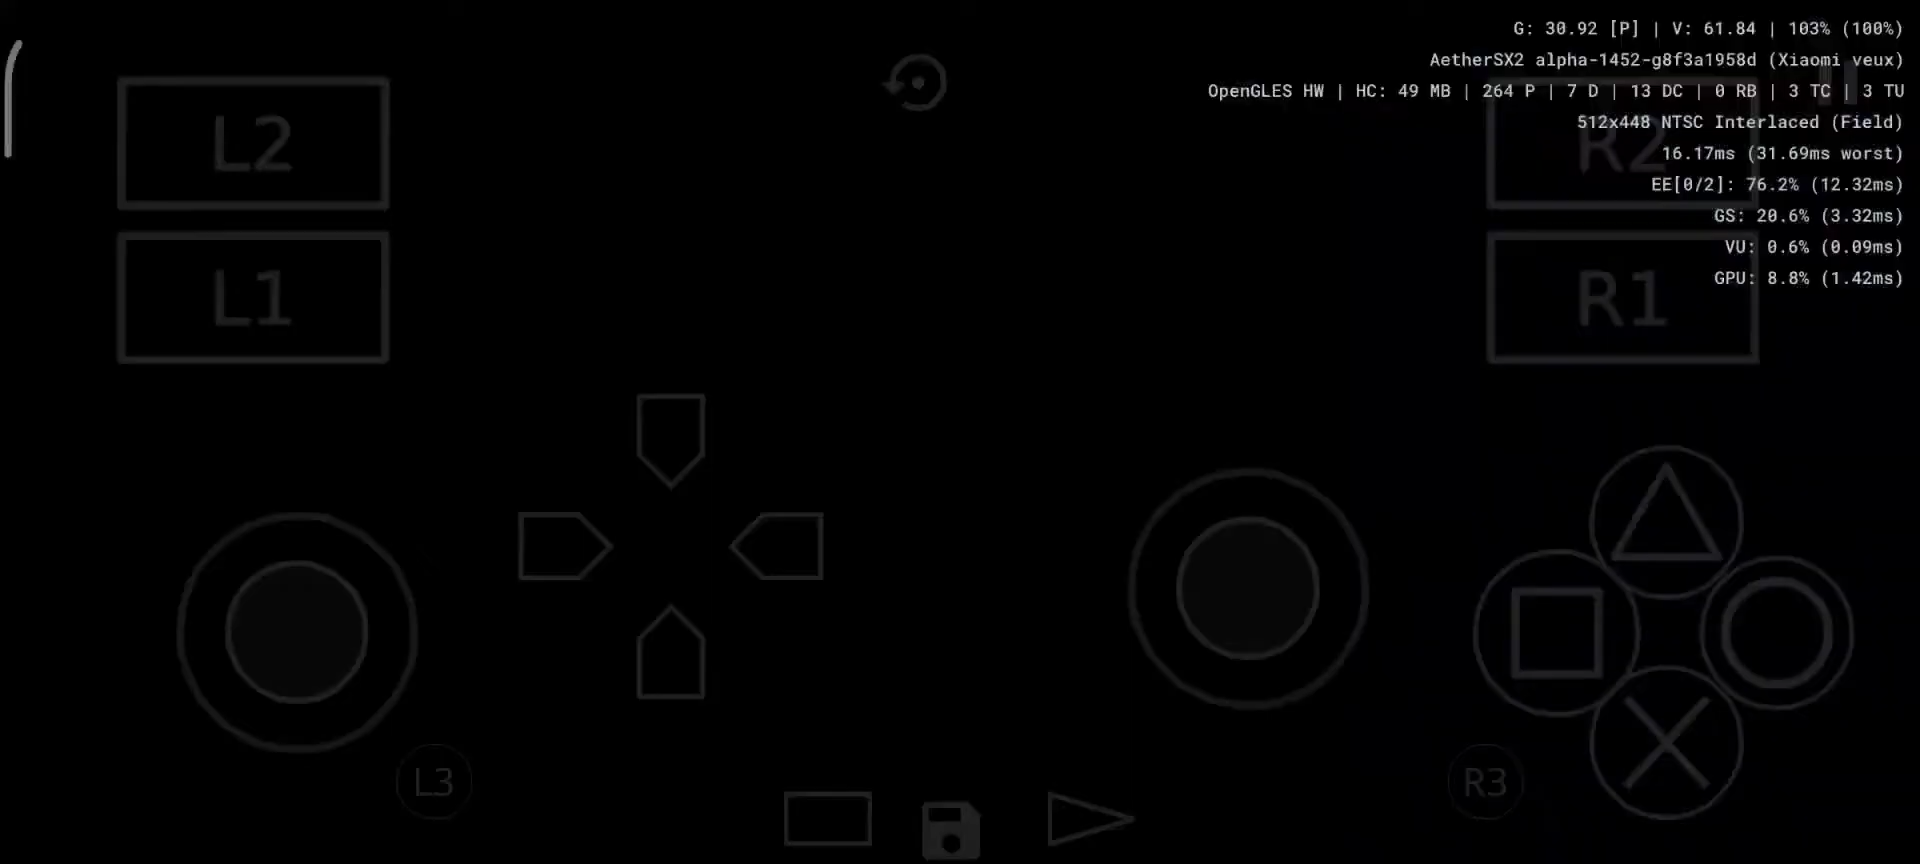 G: 30.92 [P] | V: 61.84 | 103% (100%)
AetherSX2 alpha-1452-g8f3a1958d (Xiaomi veux)
OpenGLES HW | HC: 49 MB | 264 P | 7 D | 13 DC | 0 RB | 3 TC | 3 TU
512x448 NTSC Interlaced (Field)
16.17ms (31.69ms worst)
EE[0/2]: 76.2% (12.32ms)
GS: 20.6% (3.32ms)
VU: 0.6% (0.09ms)
GPU: 8.8% (1.42ms)
L2
R2
L1
R1
L3
R3